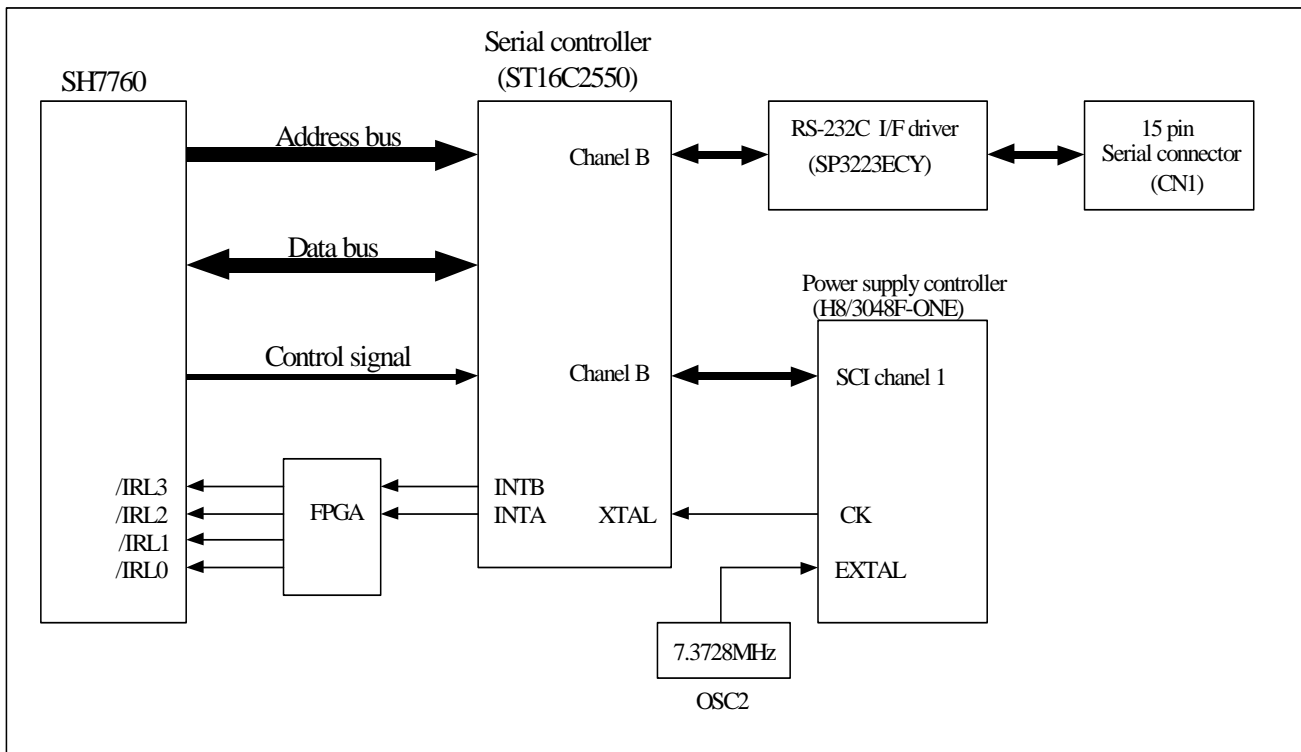 Serial controller
(ST16C2550)
SH7760
Address bus
Data bus
Control signal
/IRL3
/IRL2
/IRL1
/IRL0
FPGA
Chanel B
Chanel B
INTB
INTA
XTAL
RS-232C I/F driver
(SP3223ECY)
15 pin
Serial connector
(CN1)
Power supply controller
(H8/3048F-ONE)
SCI chanel 1
CK
EXTAL
7.3728MHz
OSC2